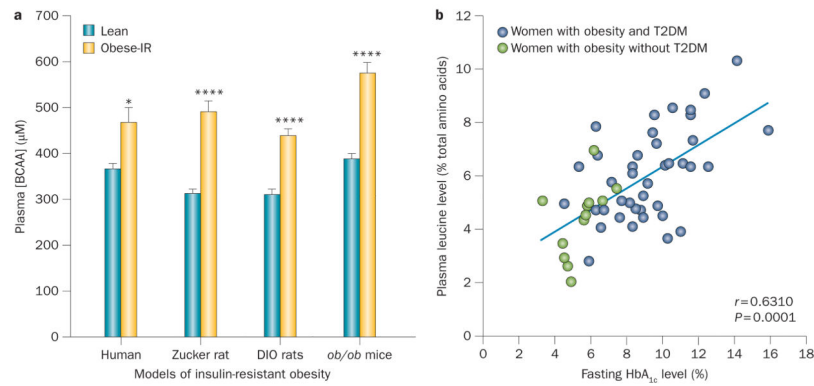 a
700
600
500
400
300
300
100
0
Plasma [BCAA] (μM)
Lean
Obese-IR
*
****
****
****
Human
Zucker rat
DIO rats
ob/ob mice
Models of insulin-resistant obesity
b
12
10
8
6
4
2
0
Plasma leucine level (% total amino acids)
Women with obesity and T2DM
Women with obesity without T2DM
r=0.6310
P=0.0001
0
2
4
6
8
10
12
14
16
18
Fasting HbA1c level (%)